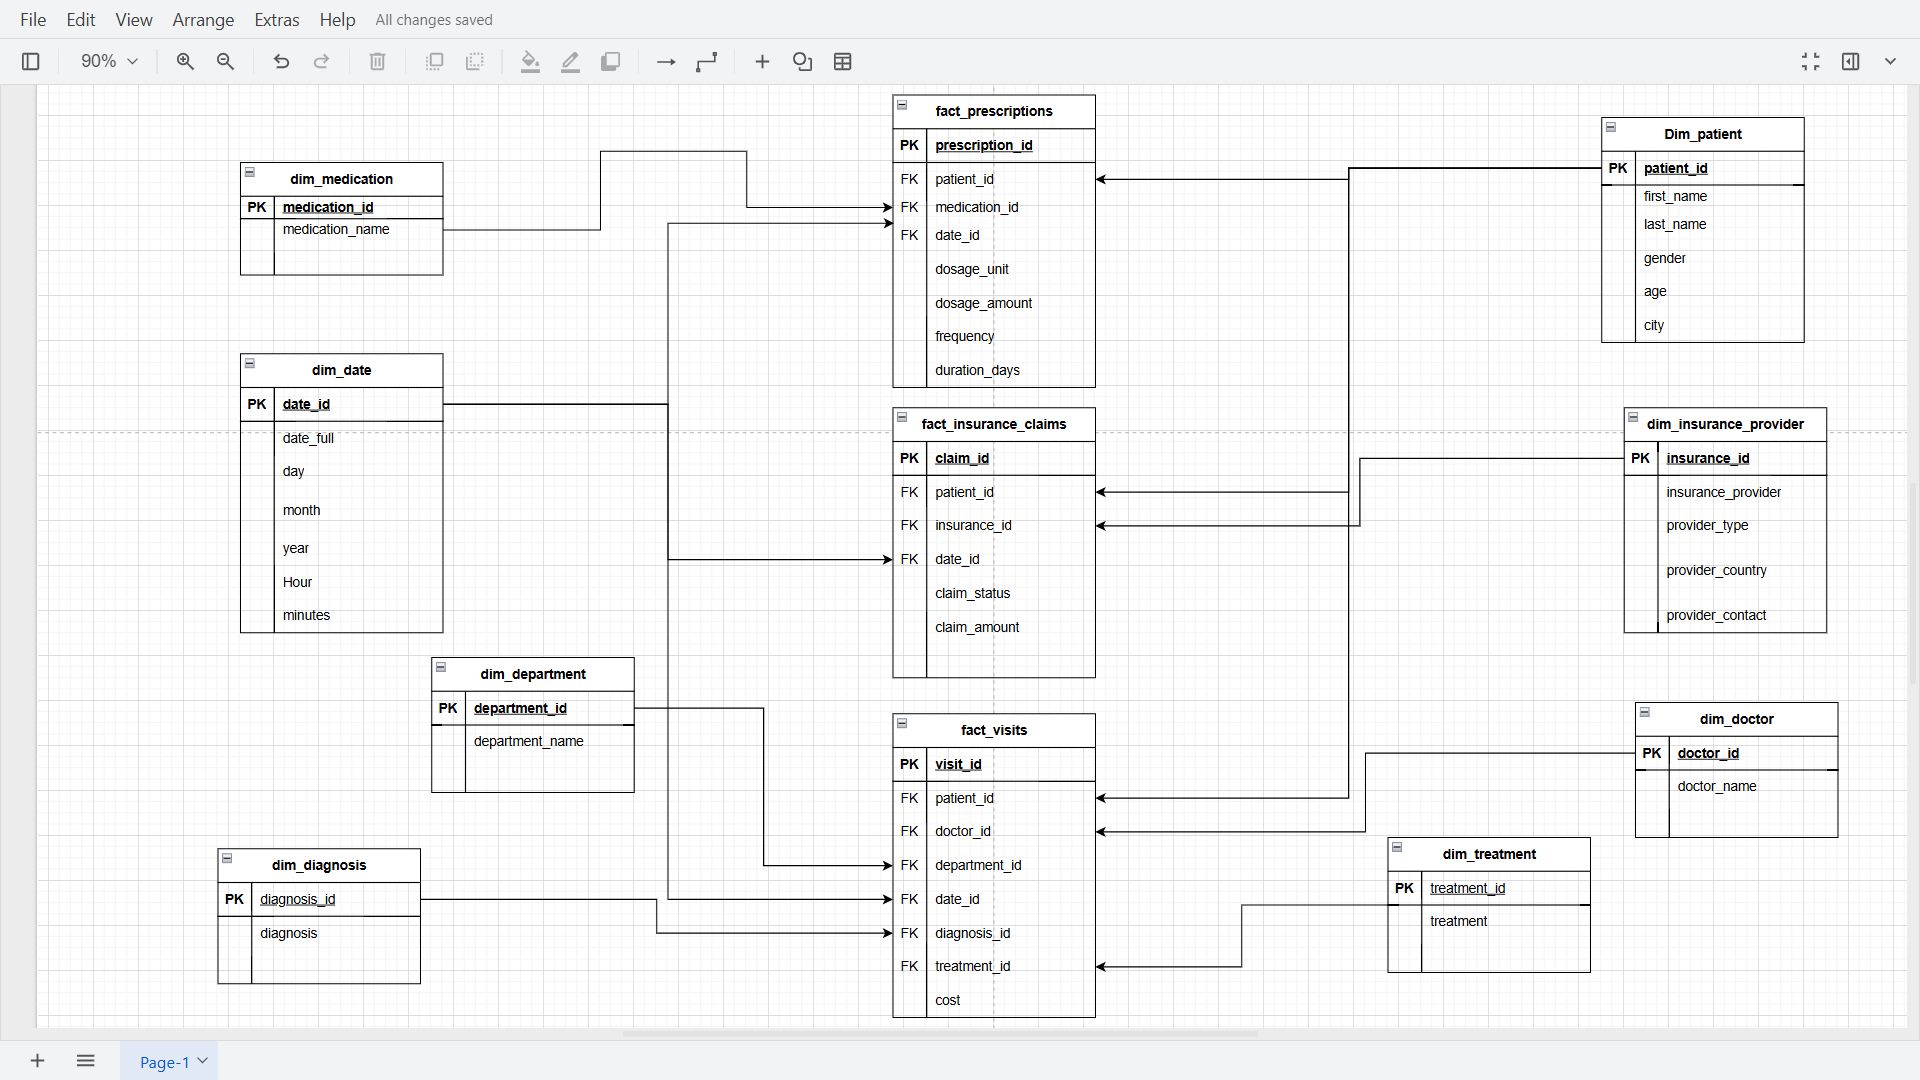 File Edit View Arrange Extras Help All changes saved
90%
fact_prescriptions
PK prescription_id
FK patient_id
FK medication_id
FK date_id
dosage_unit
dosage_amount
frequency
duration_days
Dim_patient
PK patient_id
first_name
last_name
gender
age
city
dim_medication
PK medication_id
medication_name
dim_date
PK date_id
date_full
day
month
year
Hour
minutes
fact_insurance_claims
PK claim_id
FK patient_id
FK insurance_id
FK date_id
claim_status
claim_amount
dim_insurance_provider
PK insurance_id
insurance_provider
provider_type
provider_country
provider_contact
dim_department
PK department_id
department_name
fact_visits
PK visit_id
FK patient_id
FK doctor_id
FK department_id
FK date_id
FK diagnosis_id
FK treatment_id
cost
dim_doctor
PK doctor_id
doctor_name
dim_diagnosis
PK diagnosis_id
diagnosis
dim_treatment
PK treatment_id
treatment
Page-1